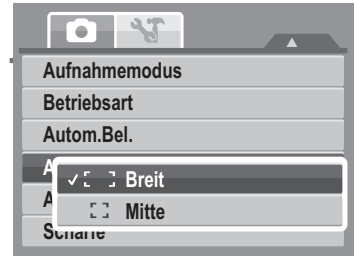 Aufnahmemodus
Betriebsart
Autom.Bel.
A
Breit
A
Mitte
Schärfe